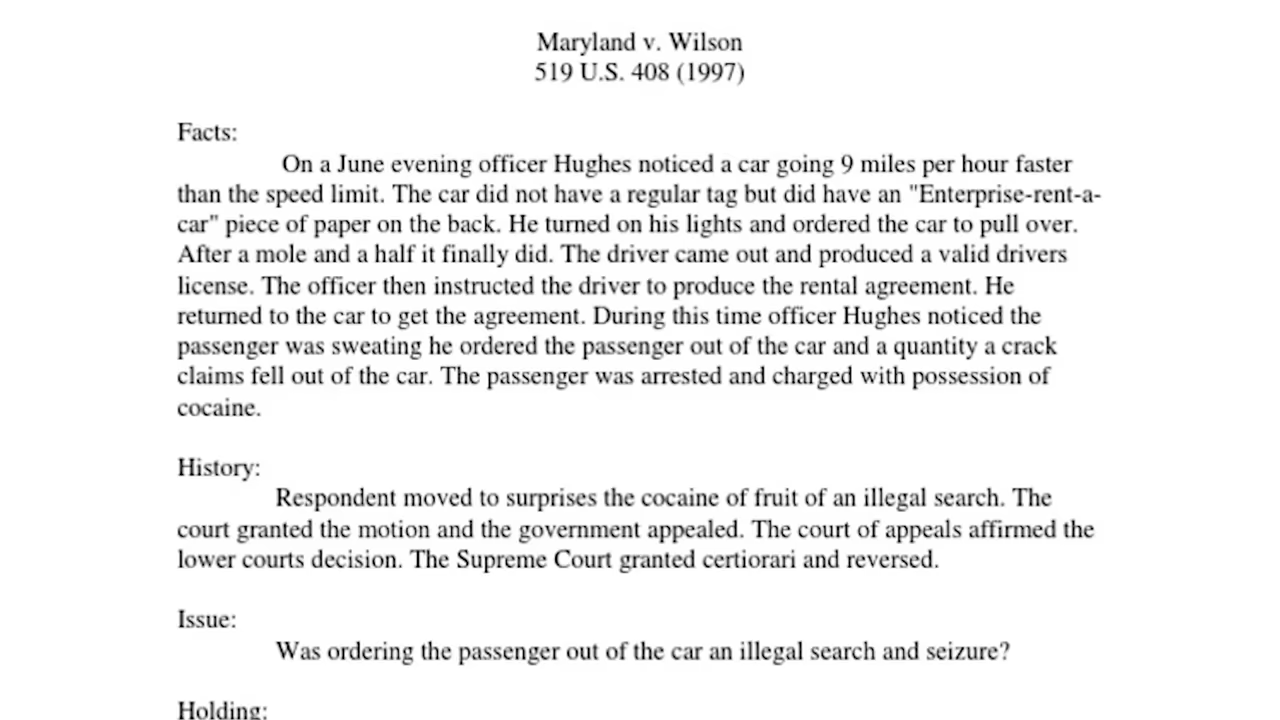 Maryland v. Wilson
519 U.S. 408 (1997)
Facts:
On a June evening officer Hughes noticed a car going 9 miles per hour faster
than the speed limit. The car did not have a regular tag but did have an "Enterprise-rent-a-
car" piece of paper on the back. He turned on his lights and ordered the car to pull over.
After a mole and a half it finally did. The driver came out and produced a valid drivers
license. The officer then instructed the driver to produce the rental agreement. He
returned to the car to get the agreement. During this time officer Hughes noticed the
passenger was sweating he ordered the passenger out of the car and a quantity a crack
claims fell out of the car. The passenger was arrested and charged with possession of
cocaine.
History:
Respondent moved to surprises the cocaine of fruit of an illegal search. The
court granted the motion and the government appealed. The court of appeals affirmed the
lower courts decision. The Supreme Court granted certiorari and reversed.
Issue:
Was ordering the passenger out of the car an illegal search and seizure?
Holding: